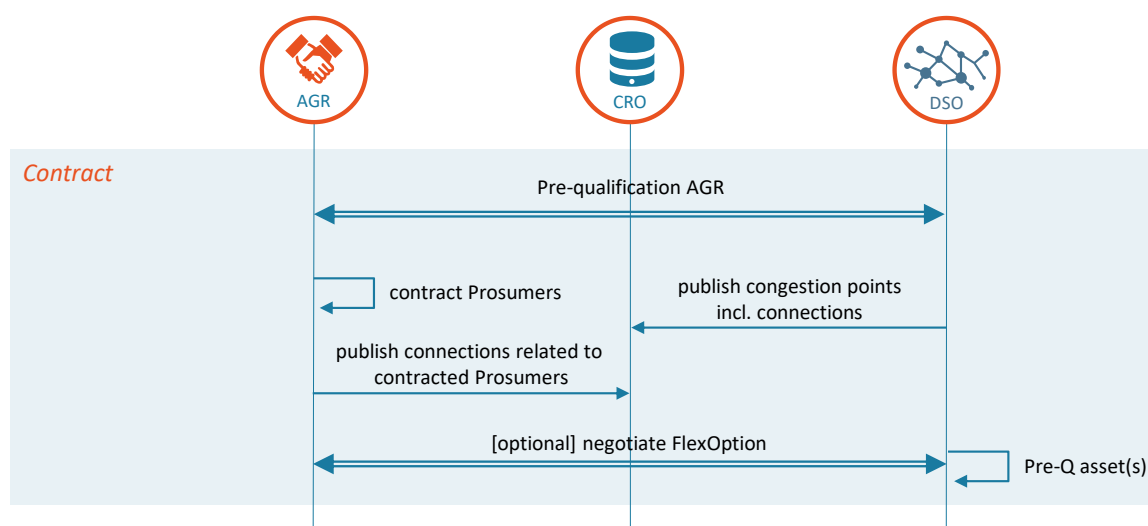 AGR
CRO
DSO
Contract
Pre-qualification AGR
contract Prosumers
publish congestion points
incl. connections
publish connections related to
contracted Prosumers
[optional] negotiate FlexOption
Pre-Q asset(s)